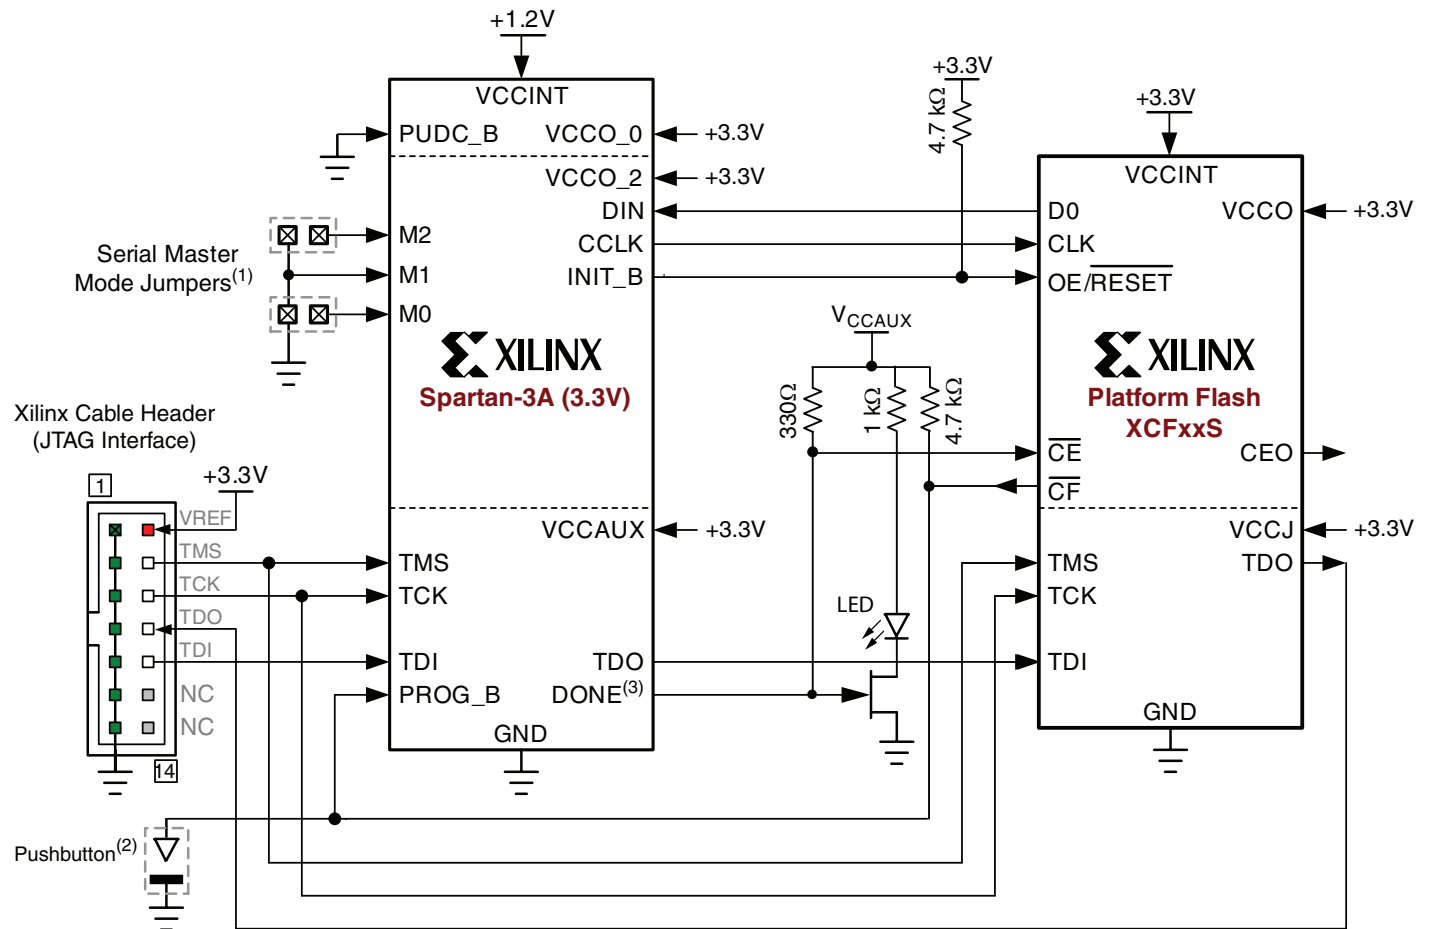 +1.2V
VCCINT
PUDC_B
VCCO_0
+3.3V
VCCO_2
+3.3V
DIN
CCLK
INIT_B
M2
M1
M0
Serial Master
Mode Jumpers(1)
XILINX
Spartan-3A (3.3V)
VCCAUX
+3.3V
TMS
TCK
TDI
TDO
PROG_B
DONE(3)
GND
Xilinx Cable Header
(JTAG Interface)
+3.3V
1
VREF
TMS
TCK
TDO
TDI
NC
NC
14
Pushbutton(2)
+3.3V
4.7 kΩ
VCCAUX
330Ω
1 kΩ
4.7 kΩ
LED
+3.3V
VCCINT
D0
VCCO
+3.3V
CLK
OE/RESET
XILINX
Platform Flash
XCFxxS
CE
CEO
CF
VCCJ
+3.3V
TMS
TDO
TCK
TDI
GND